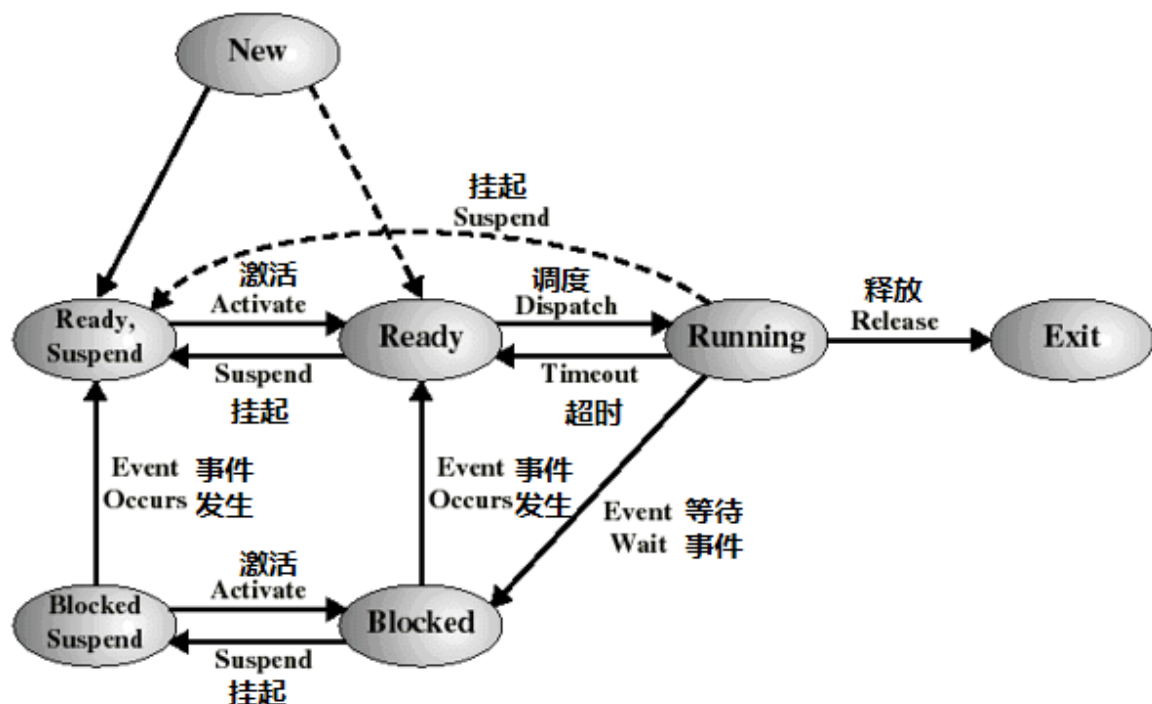 New
挂起
Suspend
激活
Activate
调度
Dispatch
释放
Release
Ready,
Suspend
Ready
Running
Exit
Suspend
挂起
Timeout
超时
Event 事件
Occurs 发生
Event 事件
Occurs 发生
Event 等待
Wait 事件
激活
Activate
Blocked
Suspend
Blocked
Suspend
挂起